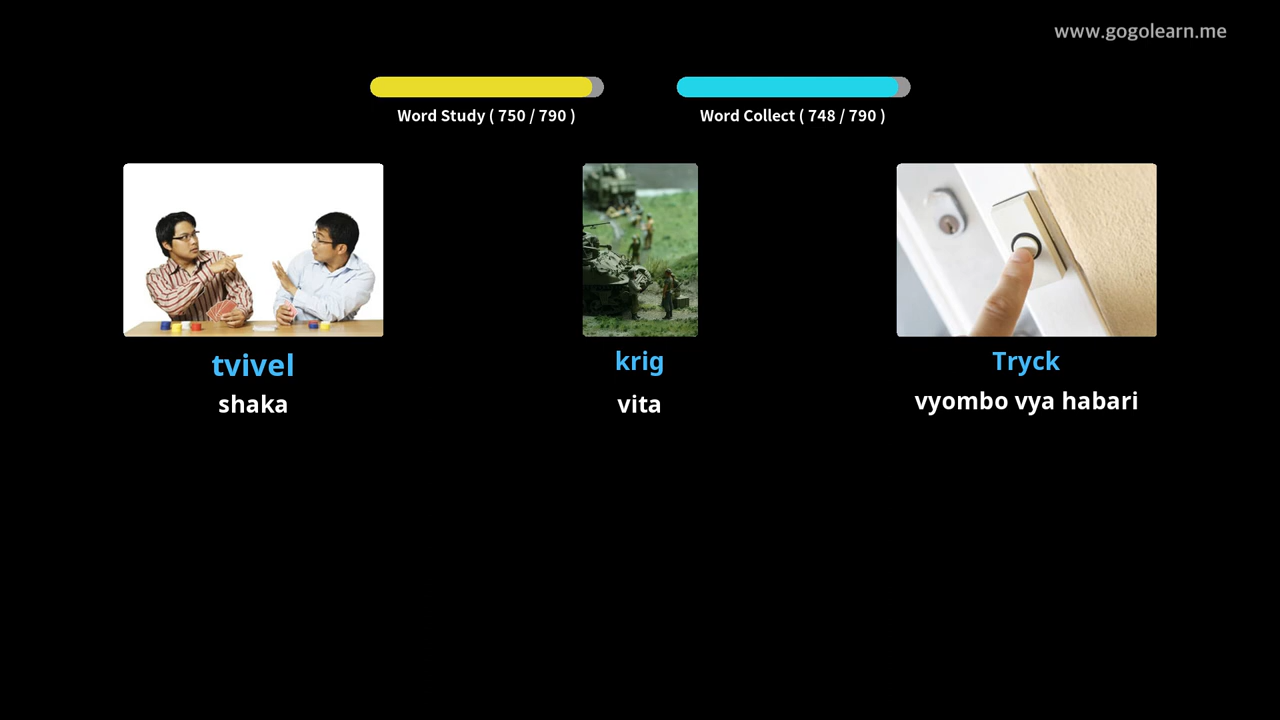 www.gogolearn.me
Word Study ( 750 / 790 )
Word Collect ( 748 / 790 )
tvivel
krig
Tryck
shaka
vita
vyombo vya habari